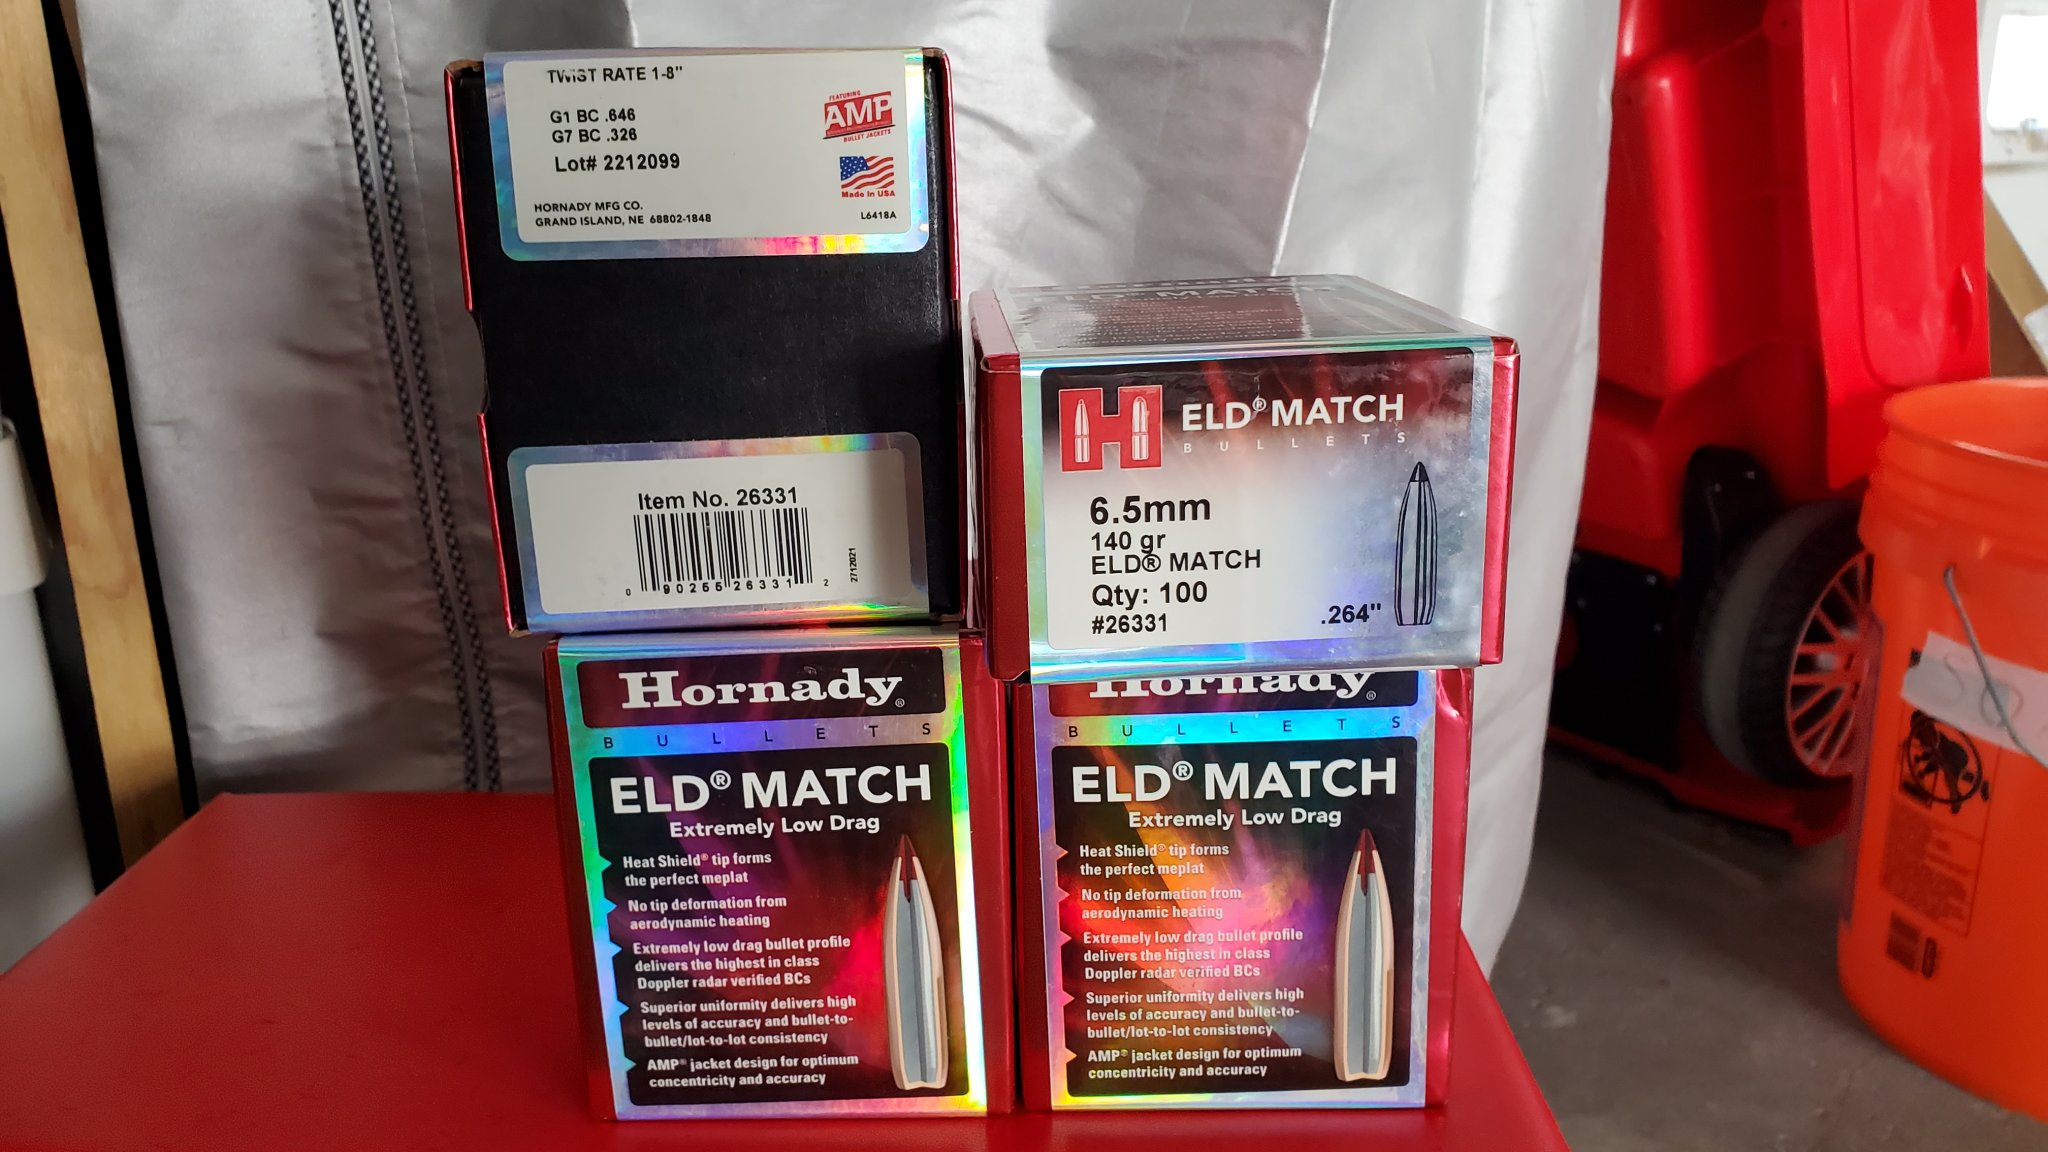 TWIST RATE 1-8"
G1 BC .646
G7 BC .326
Lot# 2212099
HORNADY MFG CO.
GRAND ISLAND, NE 68802-1848
FEATURING
AMP
BULLET JACKETS
Made in USA
L6418A
Item No. 26331
0 90255 26331 2
2712021
ELD® MATCH
H ELD® MATCH
BULLETS
6.5mm
140 gr
ELD® MATCH
Qty: 100
#26331
.264"
Hornady®
BULLETS
ELD® MATCH
Extremely Low Drag
Heat Shield® tip forms
the perfect meplat
No tip deformation from
aerodynamic heating
Extremely low drag bullet profile
delivers the highest in class
Doppler radar verified BCs
Superior uniformity delivers high
levels of accuracy and bullet-to-
bullet/lot-to-lot consistency
AMP® jacket design for optimum
concentricity and accuracy
Hornady®
BULLETS
ELD® MATCH
Extremely Low Drag
Heat Shield® tip forms
the perfect meplat
No tip deformation from
aerodynamic heating
Extremely low drag bullet profile
delivers the highest in class
Doppler radar verified BCs
Superior uniformity delivers high
levels of accuracy and bullet-to-
bullet/lot-to-lot consistency
AMP® jacket design for optimum
concentricity and accuracy